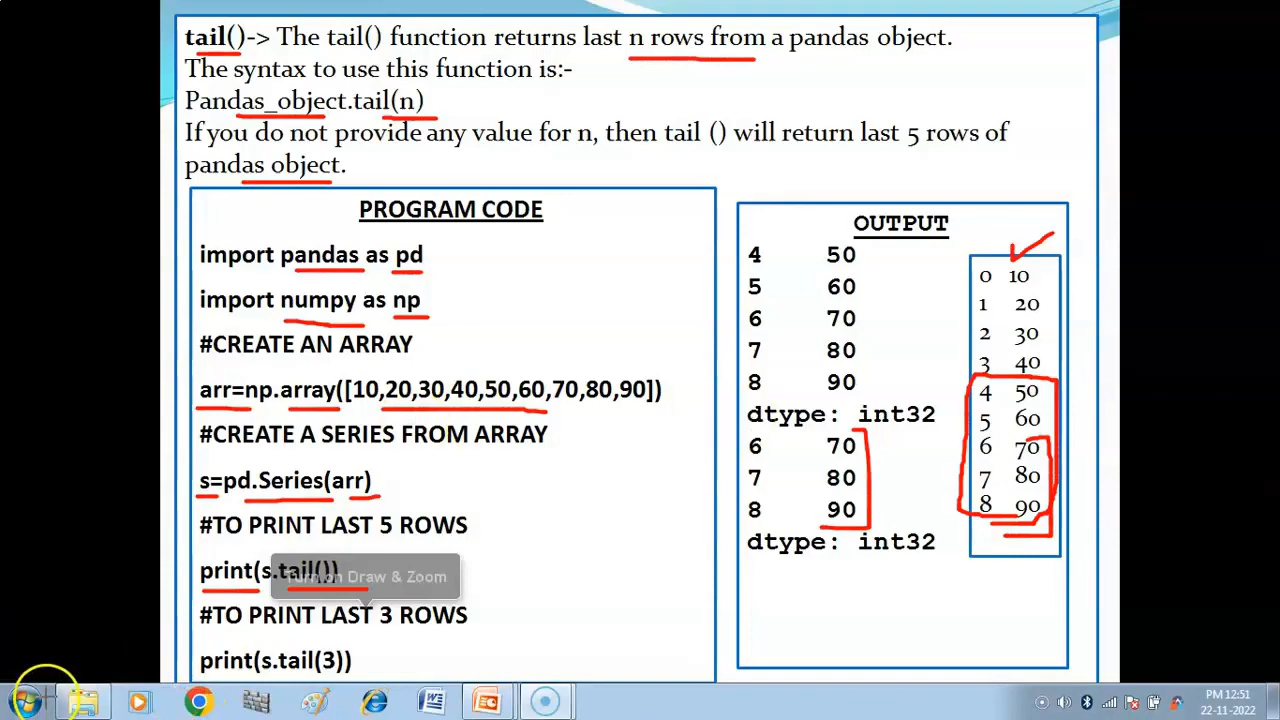 tail()-> The tail() function returns last n rows from a pandas object.
The syntax to use this function is:-
Pandas_object.tail(n)
If you do not provide any value for n, then tail () will return last 5 rows of
pandas object.
PROGRAM CODE
import pandas as pd
import numpy as np
#CREATE AN ARRAY
arr=np.array([10,20,30,40,50,60,70,80,90])
#CREATE A SERIES FROM ARRAY
s=pd.Series(arr)
#TO PRINT LAST 5 ROWS
print(s.tail())
Turn on Draw & Zoom
#TO PRINT LAST 3 ROWS
print(s.tail(3))
OUTPUT
4 50
5 60
6 70
7 80
8 90
dtype: int32
6 70
7 80
8 90
dtype: int32
0 10
1 20
2 30
3 40
4 50
5 60
6 70
7 80
8 90
PM 12:51
22-11-2022